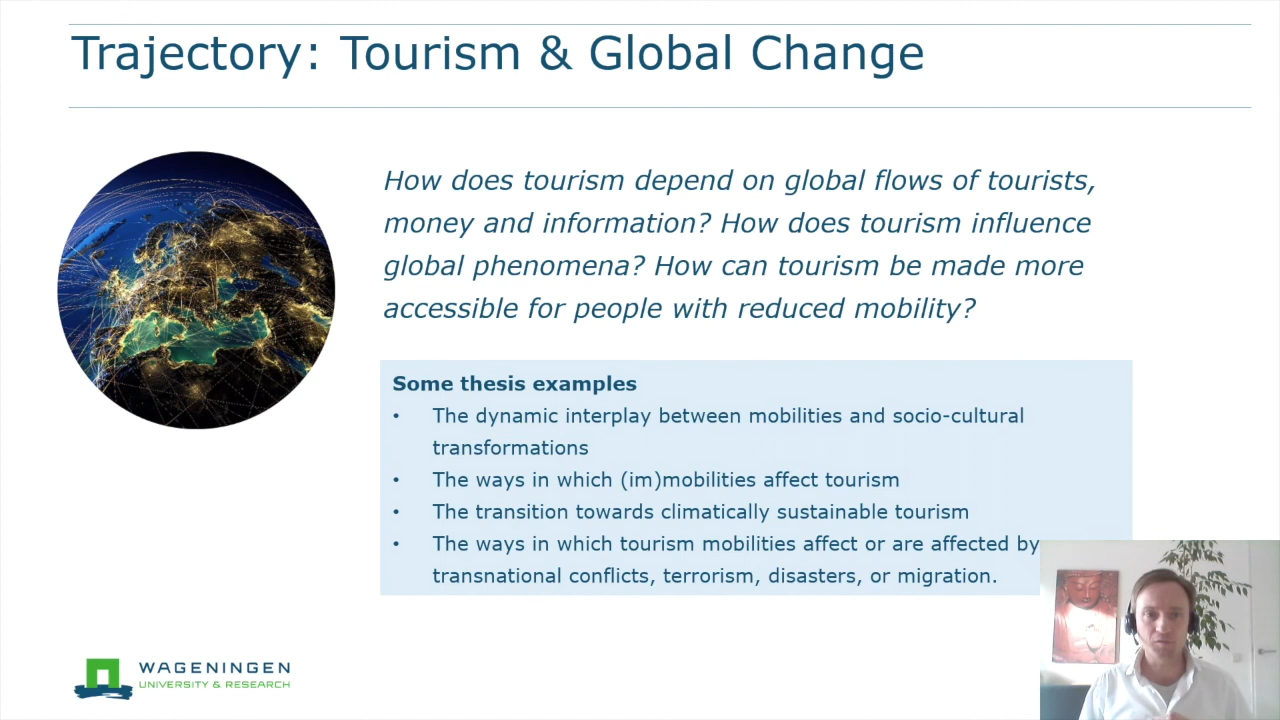 Trajectory: Tourism & Global Change
How does tourism depend on global flows of tourists,
money and information? How does tourism influence
global phenomena? How can tourism be made more
accessible for people with reduced mobility?
Some thesis examples
• The dynamic interplay between mobilities and socio-cultural
transformations
• The ways in which (im)mobilities affect tourism
• The transition towards climatically sustainable tourism
• The ways in which tourism mobilities affect or are affected by
transnational conflicts, terrorism, disasters, or migration.
WAGENINGEN
UNIVERSITY & RESEARCH